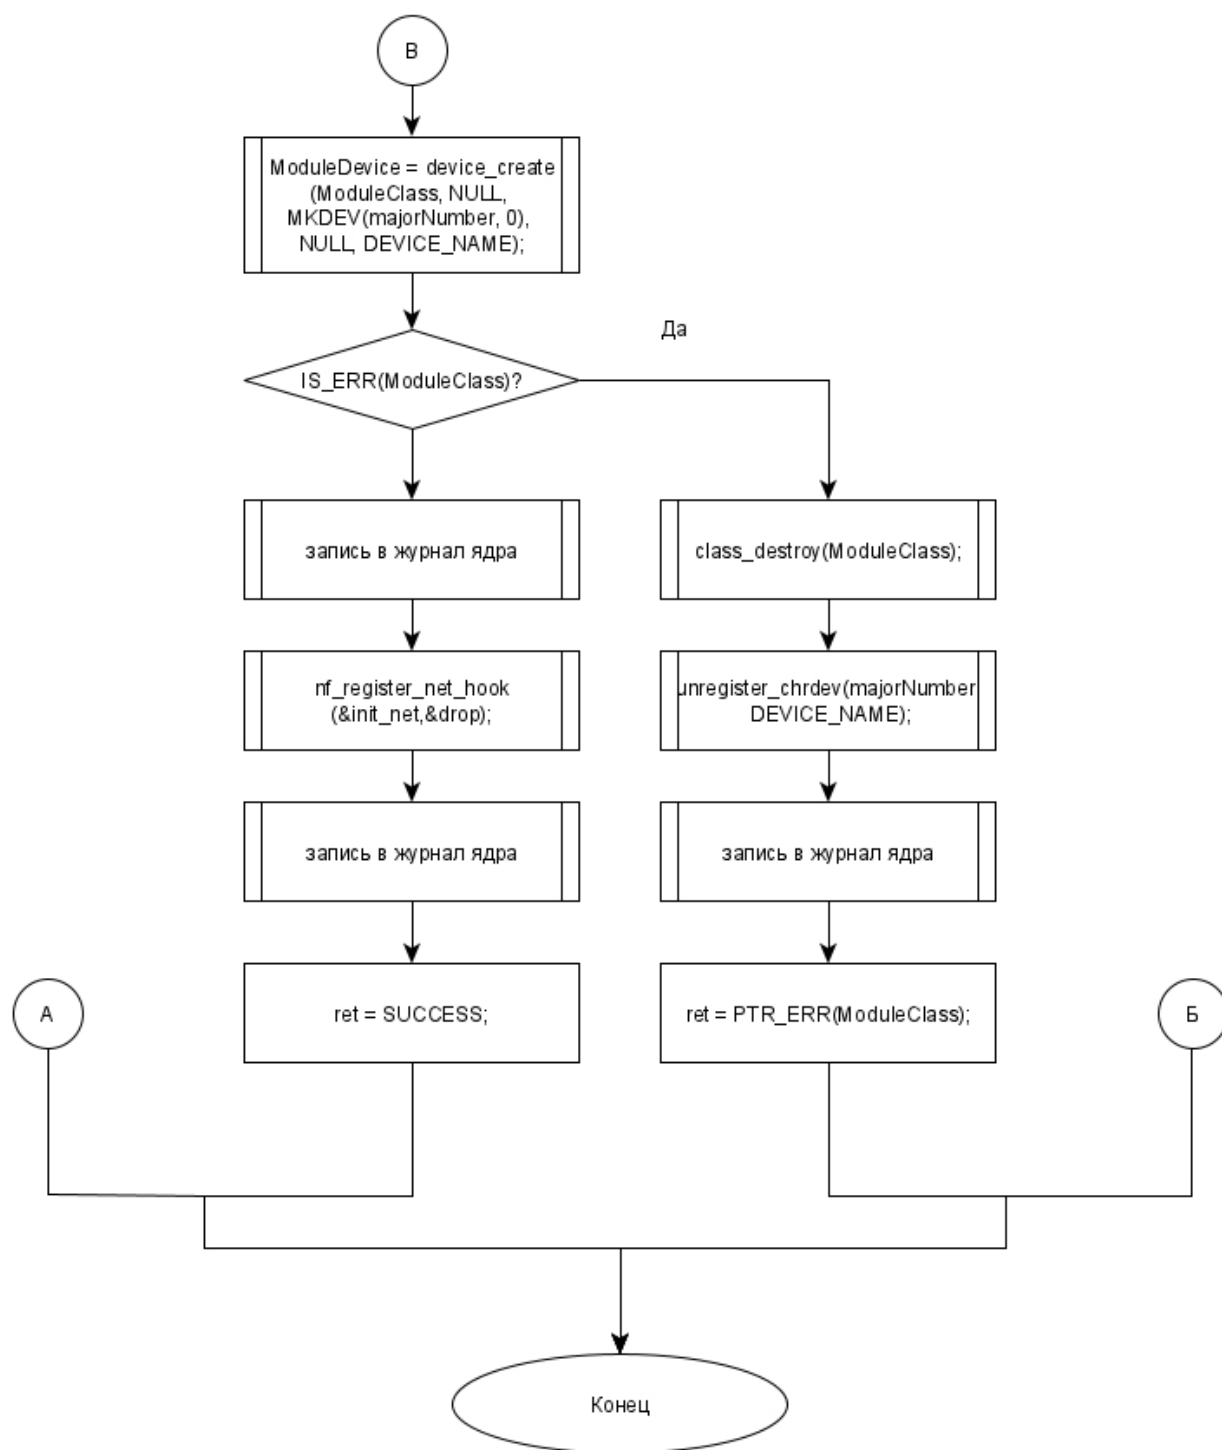 В
ModuleDevice = device_create
(ModuleClass, NULL,
MKDEV(majorNumber, 0),
NULL, DEVICE_NAME);
Да
IS_ERR(ModuleClass)?
запись в журнал ядра
class_destroy(ModuleClass);
nf_register_net_hook
(&init_net,&drop);
unregister_chrdev(majorNumber
DEVICE_NAME);
запись в журнал ядра
запись в журнал ядра
А
ret = SUCCESS;
ret = PTR_ERR(ModuleClass);
Б
Конец